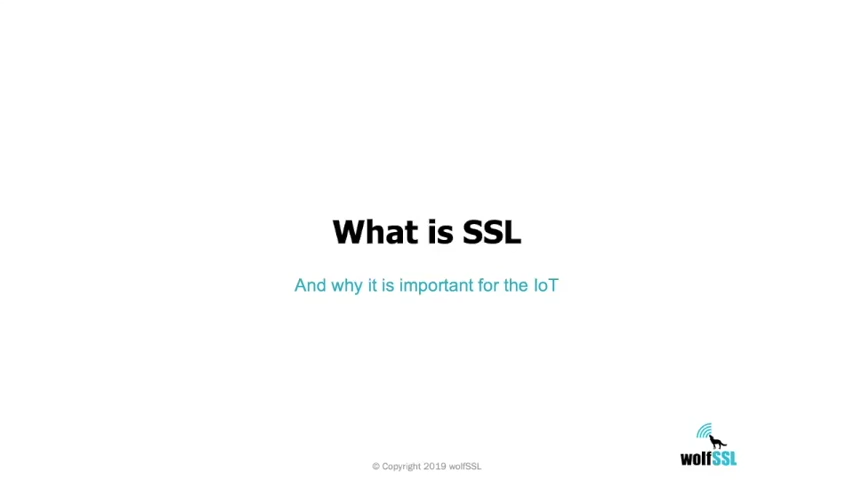 What is SSL
And why it is important for the IoT
© Copyright 2019 wolfSSL
wolfSSL